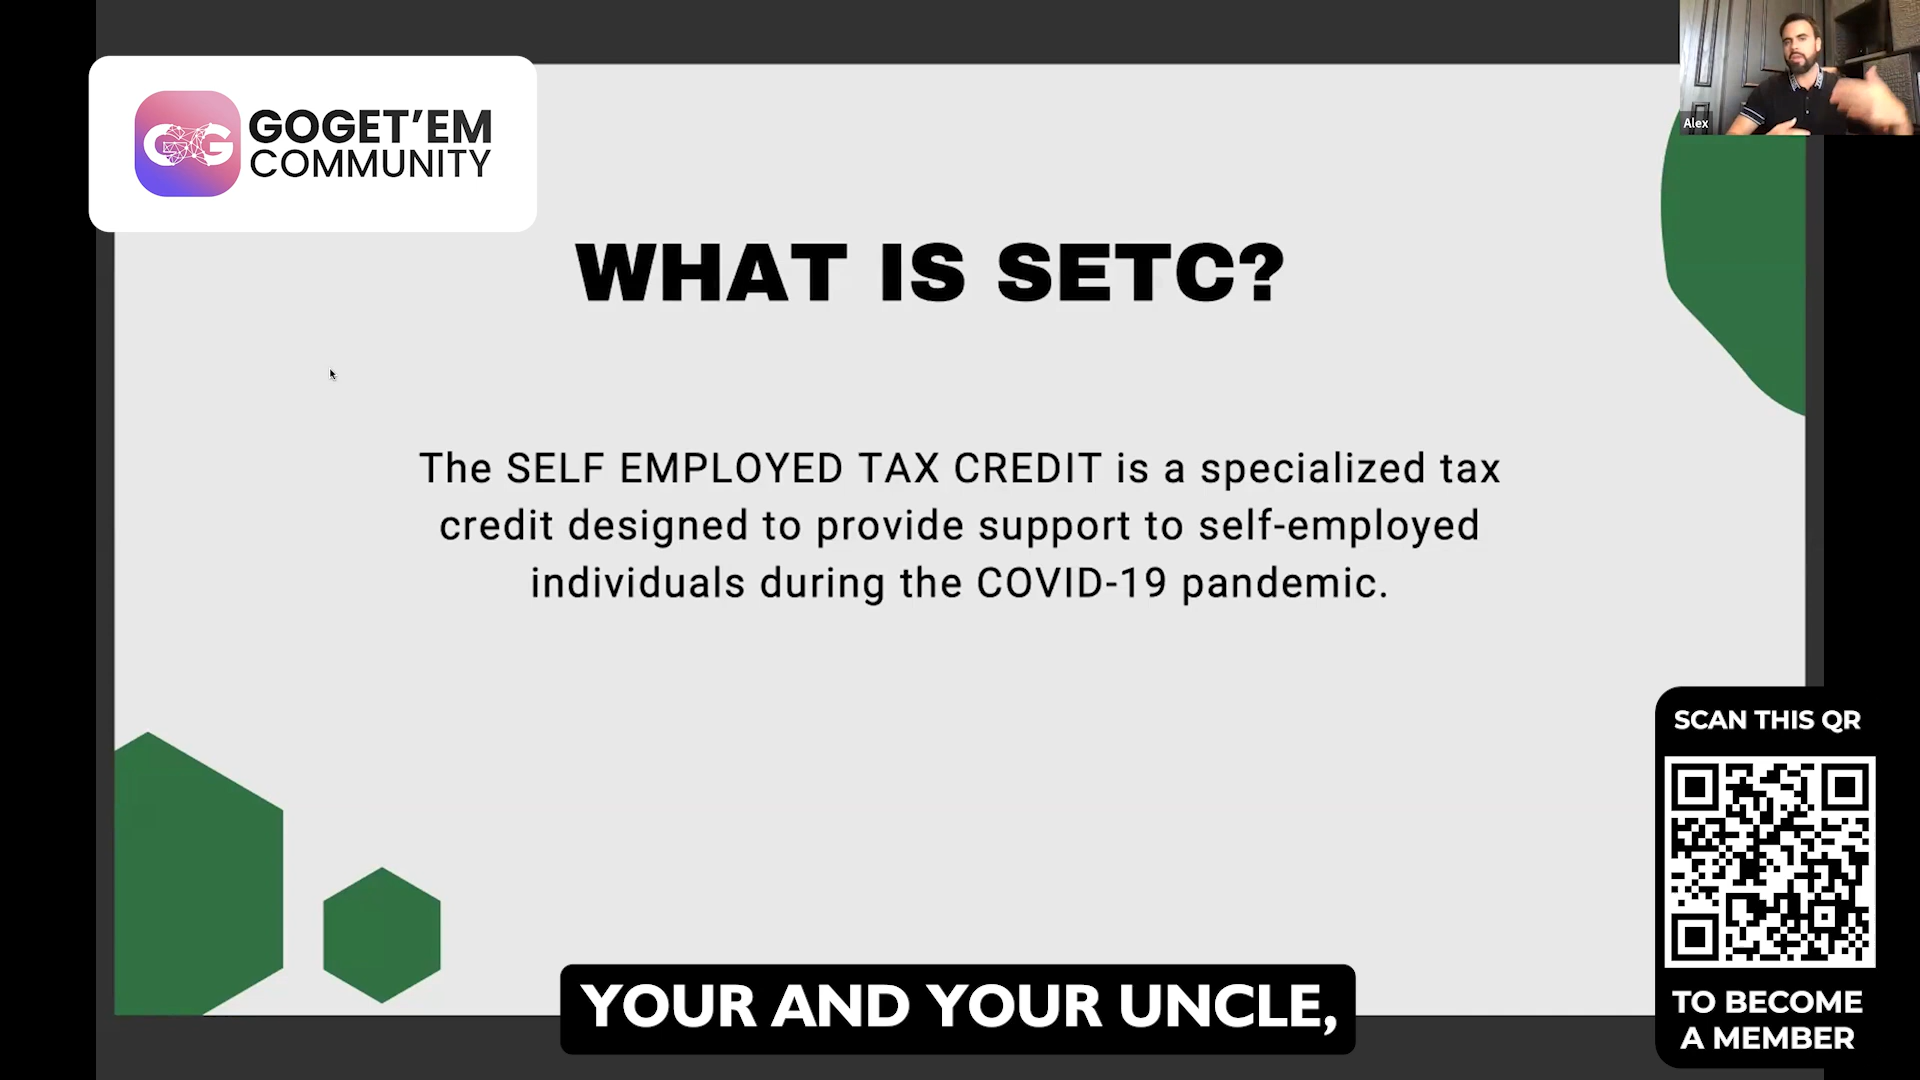 GOGET'EM
COMMUNITY
Alex
WHAT IS SETC?
The SELF EMPLOYED TAX CREDIT is a specialized tax
credit designed to provide support to self-employed
individuals during the COVID-19 pandemic.
SCAN THIS QR
TO BECOME
A MEMBER
YOUR AND YOUR UNCLE,